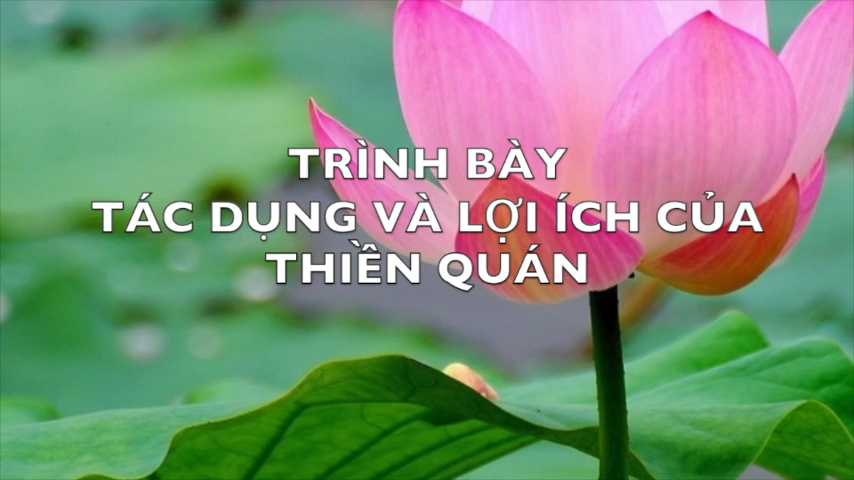 TRÌNH BÀY
TÁC DỤNG VÀ LỢI ÍCH CỦA
THIỀN QUÁN